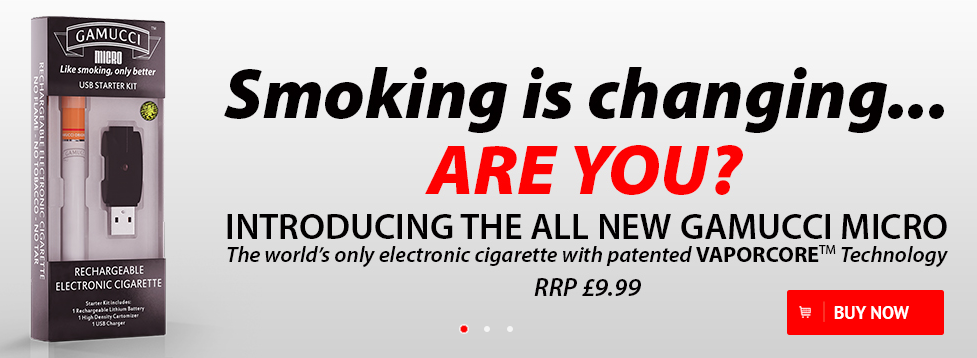 GAMUCCI
MICRO
Like smoking, only better
USB STARTER KIT
RECHARGEABLE ELECTRONIC CIGARETTE
NO FLAME - NO TOBACCO - NO TAR
GAMUCCI
RECHARGEABLE
ELECTRONIC CIGARETTE
Starter Kit includes:
1 Rechargeable Lithium Battery
1 High Density Cartomizer
1 USB Charger
Smoking is changing...
ARE YOU?
INTRODUCING THE ALL NEW GAMUCCI MICRO
The world's only electronic cigarette with patented VAPORCORE™ Technology
RRP £9.99
BUY NOW